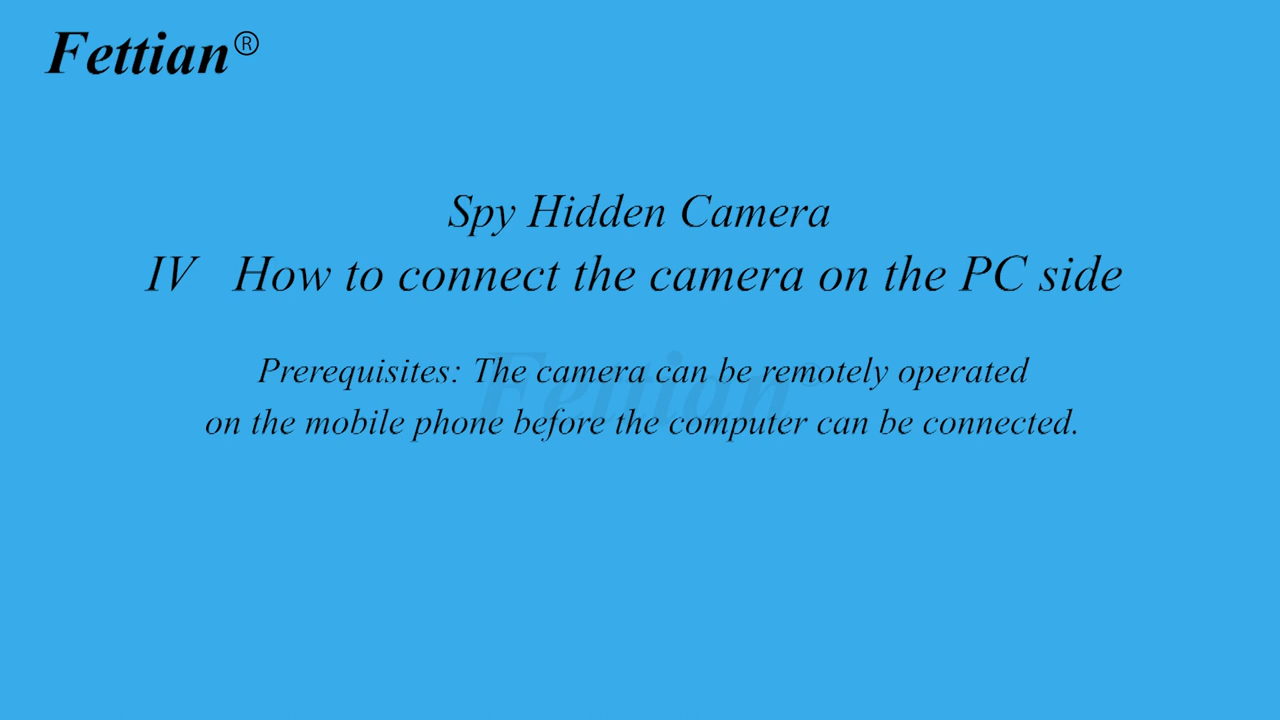 Fettian®
Spy Hidden Camera
IV How to connect the camera on the PC side
Prerequisites: The camera can be remotely operated
Fettian®
on the mobile phone before the computer can be connected.